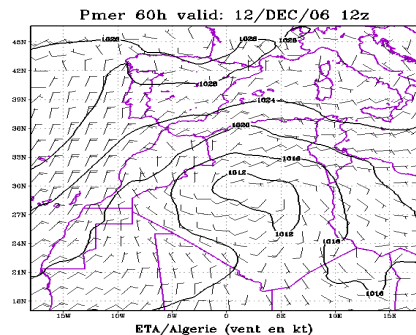 Pmer 60h valid: 12/DEC/06 12z
45N
42N
39N
36N
33N
30N
27N
24N
21N
18N
1028
1028
1028
1028
1024
1020
1016
1012
1012
1016
1016
15W
10W
5W
0
5E
10E
15E
ETA/Algerie (vent en kt)